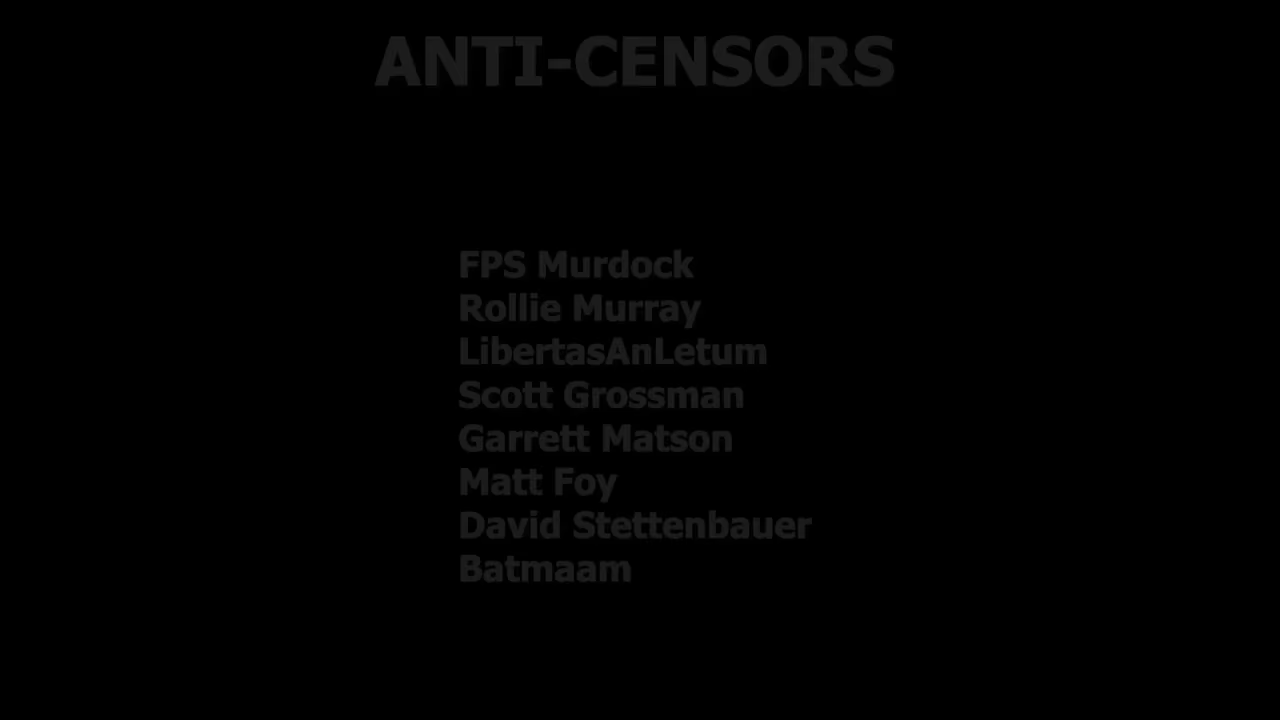 ANTI-CENSORS
FPS Murdock
Rollie Murray
LibertasAnLetum
Scott Grossman
Garrett Matson
Matt Foy
David Stettenbauer
Batmaam